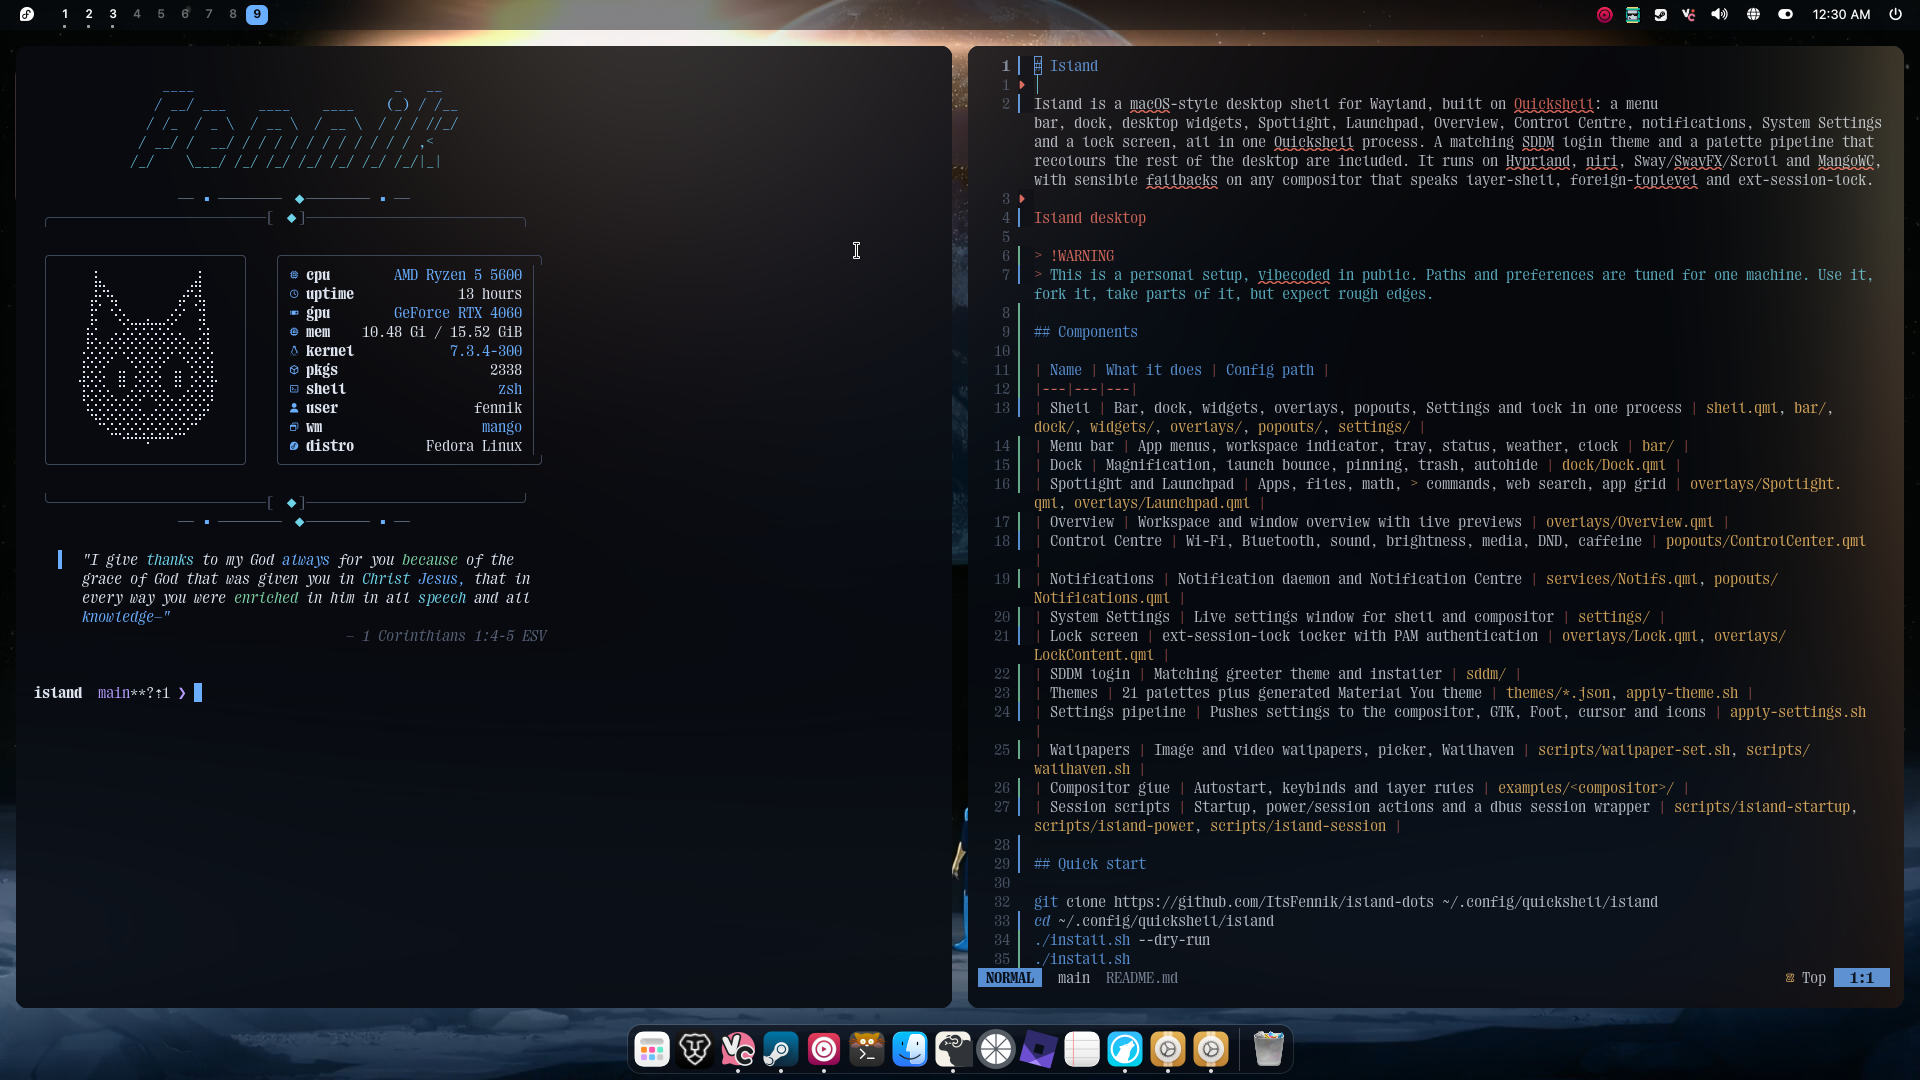 1 2 3 4 5 6 7 8 9
12:30 AM
fennik
cpu AMD Ryzen 5 5600
uptime 13 hours
gpu GeForce RTX 4060
mem 10.48 Gi / 15.52 GiB
kernel 7.3.4-300
pkgs 2338
shell zsh
user fennik
wm mango
distro Fedora Linux
"I give thanks to my God always for you because of the
grace of God that was given you in Christ Jesus, that in
every way you were enriched in him in all speech and all
knowledge—"
— 1 Corinthians 1:4-5 ESV
island main**?⇡1 ❯
1 # Island
1
2 Island is a macOS-style desktop shell for Wayland, built on Quickshell: a menu
bar, dock, desktop widgets, Spotlight, Launchpad, Overview, Control Centre, notifications, System Settings
and a lock screen, all in one Quickshell process. A matching SDDM login theme and a palette pipeline that
recolours the rest of the desktop are included. It runs on Hyprland, niri, Sway/SwayFX/Scroll and MangoWC,
with sensible fallbacks on any compositor that speaks layer-shell, foreign-toplevel and ext-session-lock.
3
4 Island desktop
5
6 > !WARNING
7 > This is a personal setup, vibecoded in public. Paths and preferences are tuned for one machine. Use it,
fork it, take parts of it, but expect rough edges.
8
9 ## Components
10
11 | Name | What it does | Config path |
12 |---|---|---|
13 | Shell | Bar, dock, widgets, overlays, popouts, Settings and lock in one process | shell.qml, bar/,
dock/, widgets/, overlays/, popouts/, settings/ |
14 | Menu bar | App menus, workspace indicator, tray, status, weather, clock | bar/ |
15 | Dock | Magnification, launch bounce, pinning, trash, autohide | dock/Dock.qml |
16 | Spotlight and Launchpad | Apps, files, math, > commands, web search, app grid | overlays/Spotlight.
qml, overlays/Launchpad.qml |
17 | Overview | Workspace and window overview with live previews | overlays/Overview.qml |
18 | Control Centre | Wi-Fi, Bluetooth, sound, brightness, media, DND, caffeine | popouts/ControlCenter.qml
|
19 | Notifications | Notification daemon and Notification Centre | services/Notifs.qml, popouts/
Notifications.qml |
20 | System Settings | Live settings window for shell and compositor | settings/ |
21 | Lock screen | ext-session-lock locker with PAM authentication | overlays/Lock.qml, overlays/
LockContent.qml |
22 | SDDM login | Matching greeter theme and installer | sddm/ |
23 | Themes | 21 palettes plus generated Material You theme | themes/*.json, apply-theme.sh |
24 | Settings pipeline | Pushes settings to the compositor, GTK, Foot, cursor and icons | apply-settings.sh
|
25 | Wallpapers | Image and video wallpapers, picker, Wallhaven | scripts/wallpaper-set.sh, scripts/
wallhaven.sh |
26 | Compositor glue | Autostart, keybinds and layer rules | examples/<compositor>/ |
27 | Session scripts | Startup, power/session actions and a dbus session wrapper | scripts/island-startup,
scripts/island-power, scripts/island-session |
28
29 ## Quick start
30
32 git clone https://github.com/ItsFennik/island-dots ~/.config/quickshell/island
33 cd ~/.config/quickshell/island
34 ./install.sh --dry-run
35 ./install.sh
NORMAL main README.md Top 1:1